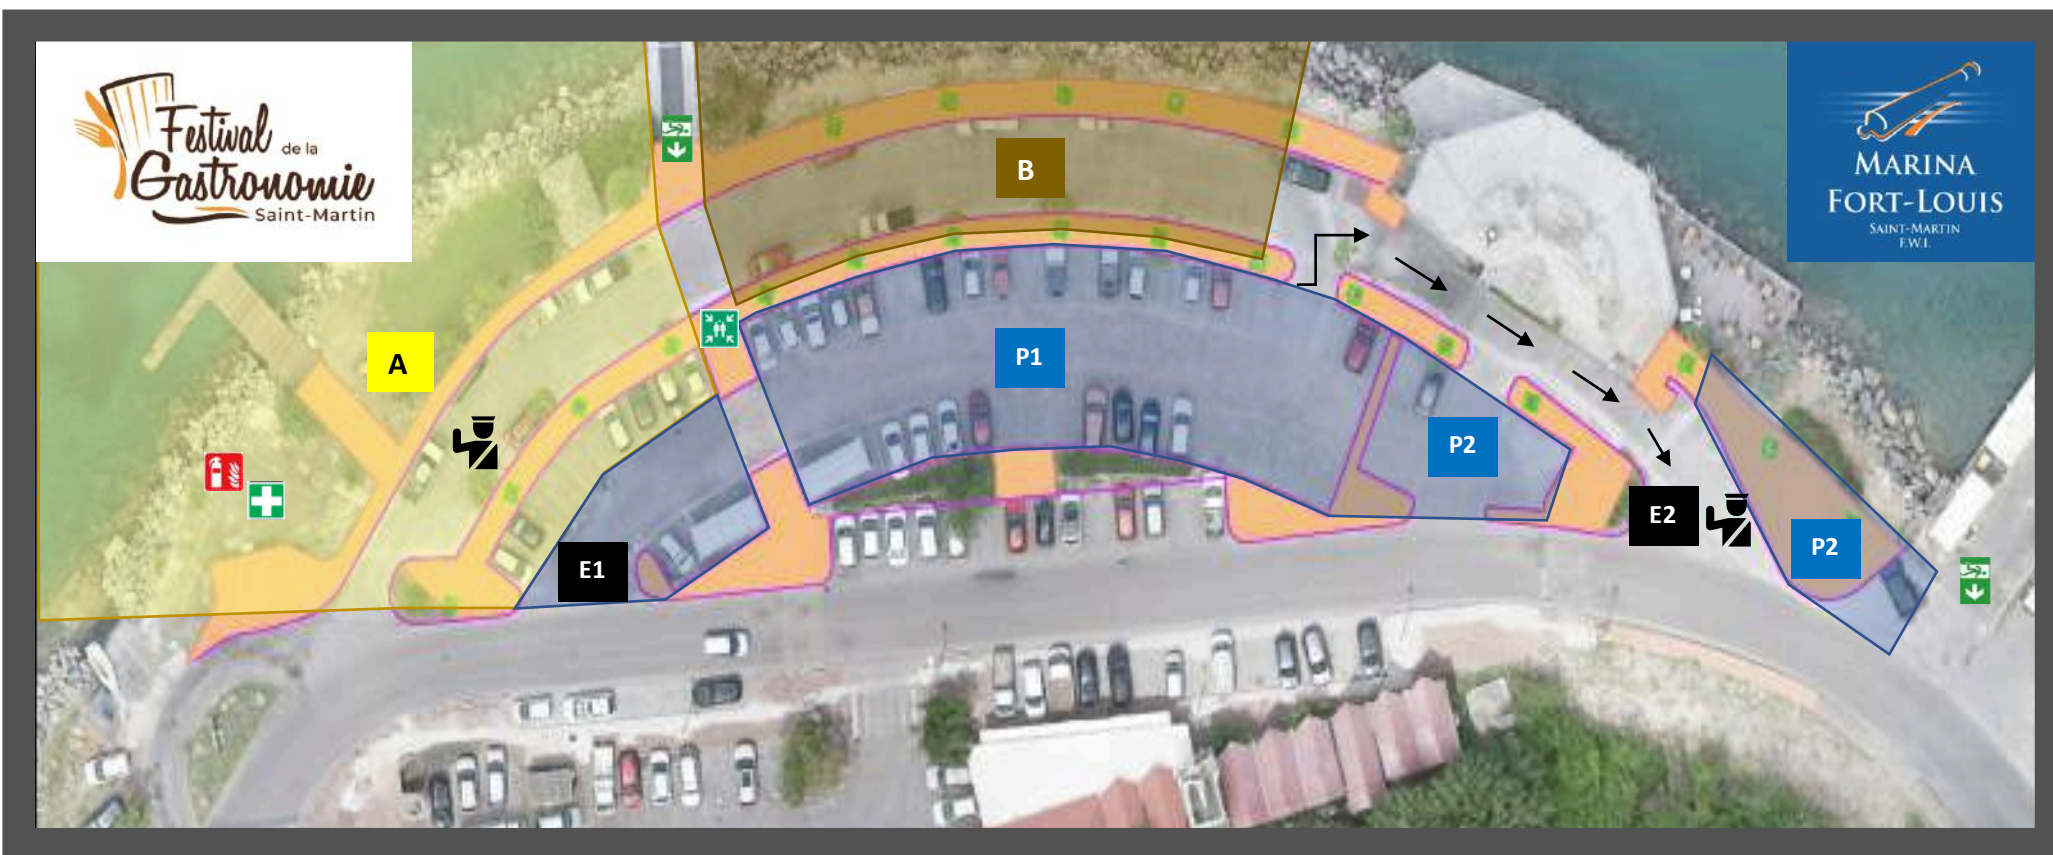 Festival
de la
Gastronomie
Saint-Martin
MARINA
FORT-LOUIS
SAINT-MARTIN
F.W.I.
B
A
P1
P2
E1
E2
P2